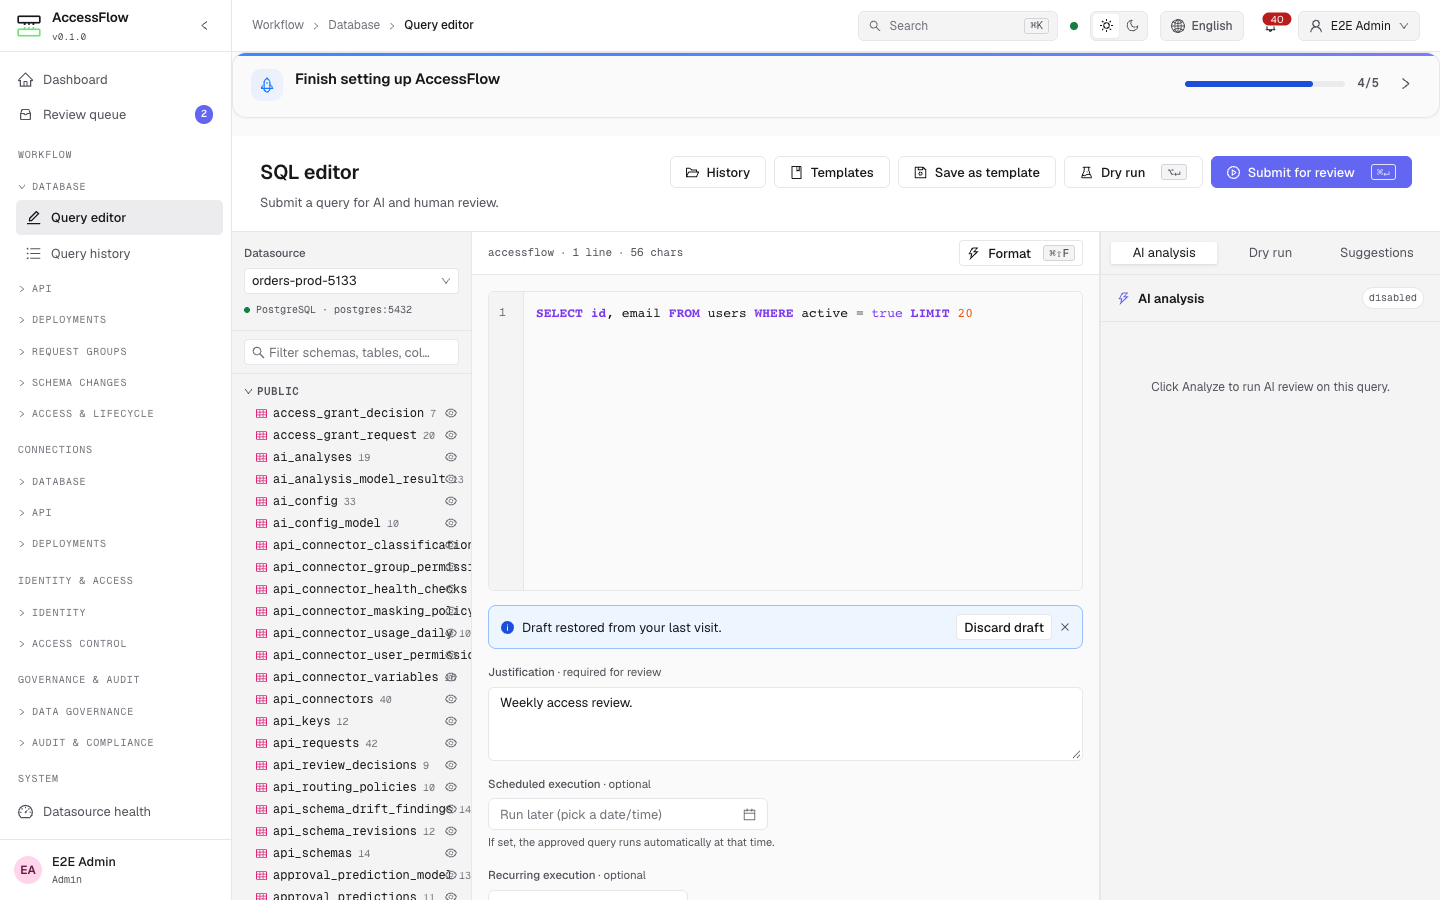 AccessFlow
v0.1.0
Workflow
Database
Query editor
Search
⌘K
English
40
E2E Admin
Dashboard
Review queue
2
WORKFLOW
DATABASE
Query editor
Query history
API
DEPLOYMENTS
REQUEST GROUPS
SCHEMA CHANGES
ACCESS & LIFECYCLE
CONNECTIONS
DATABASE
API
DEPLOYMENTS
IDENTITY & ACCESS
IDENTITY
ACCESS CONTROL
GOVERNANCE & AUDIT
DATA GOVERNANCE
AUDIT & COMPLIANCE
SYSTEM
Datasource health
EA
E2E Admin
Admin
Finish setting up AccessFlow
4/5
SQL editor
Submit a query for AI and human review.
History
Templates
Save as template
Dry run
⌥↵
Submit for review
⌘↵
Datasource
orders-prod-5133
PostgreSQL · postgres:5432
Filter schemas, tables, col...
PUBLIC
access_grant_decision 7
access_grant_request 20
ai_analyses 19
ai_analysis_model_result 13
ai_config 33
ai_config_model 10
api_connector_classification
api_connector_group_permissi
api_connector_health_checks
api_connector_masking_policy
api_connector_usage_daily 10
api_connector_user_permissio
api_connector_variables
api_connectors 40
api_keys 12
api_requests 42
api_review_decisions 9
api_routing_policies 10
api_schema_drift_findings 14
api_schema_revisions 12
api_schemas 14
approval_prediction_model 13
approval_predictions 11
accessflow · 1 line · 56 chars
Format
⌘⇧F
1
SELECT id, email FROM users WHERE active = true LIMIT 20
Draft restored from your last visit.
Discard draft
Justification · required for review
Weekly access review.
Scheduled execution · optional
Run later (pick a date/time)
If set, the approved query runs automatically at that time.
Recurring execution · optional
AI analysis
Dry run
Suggestions
AI analysis
disabled
Click Analyze to run AI review on this query.